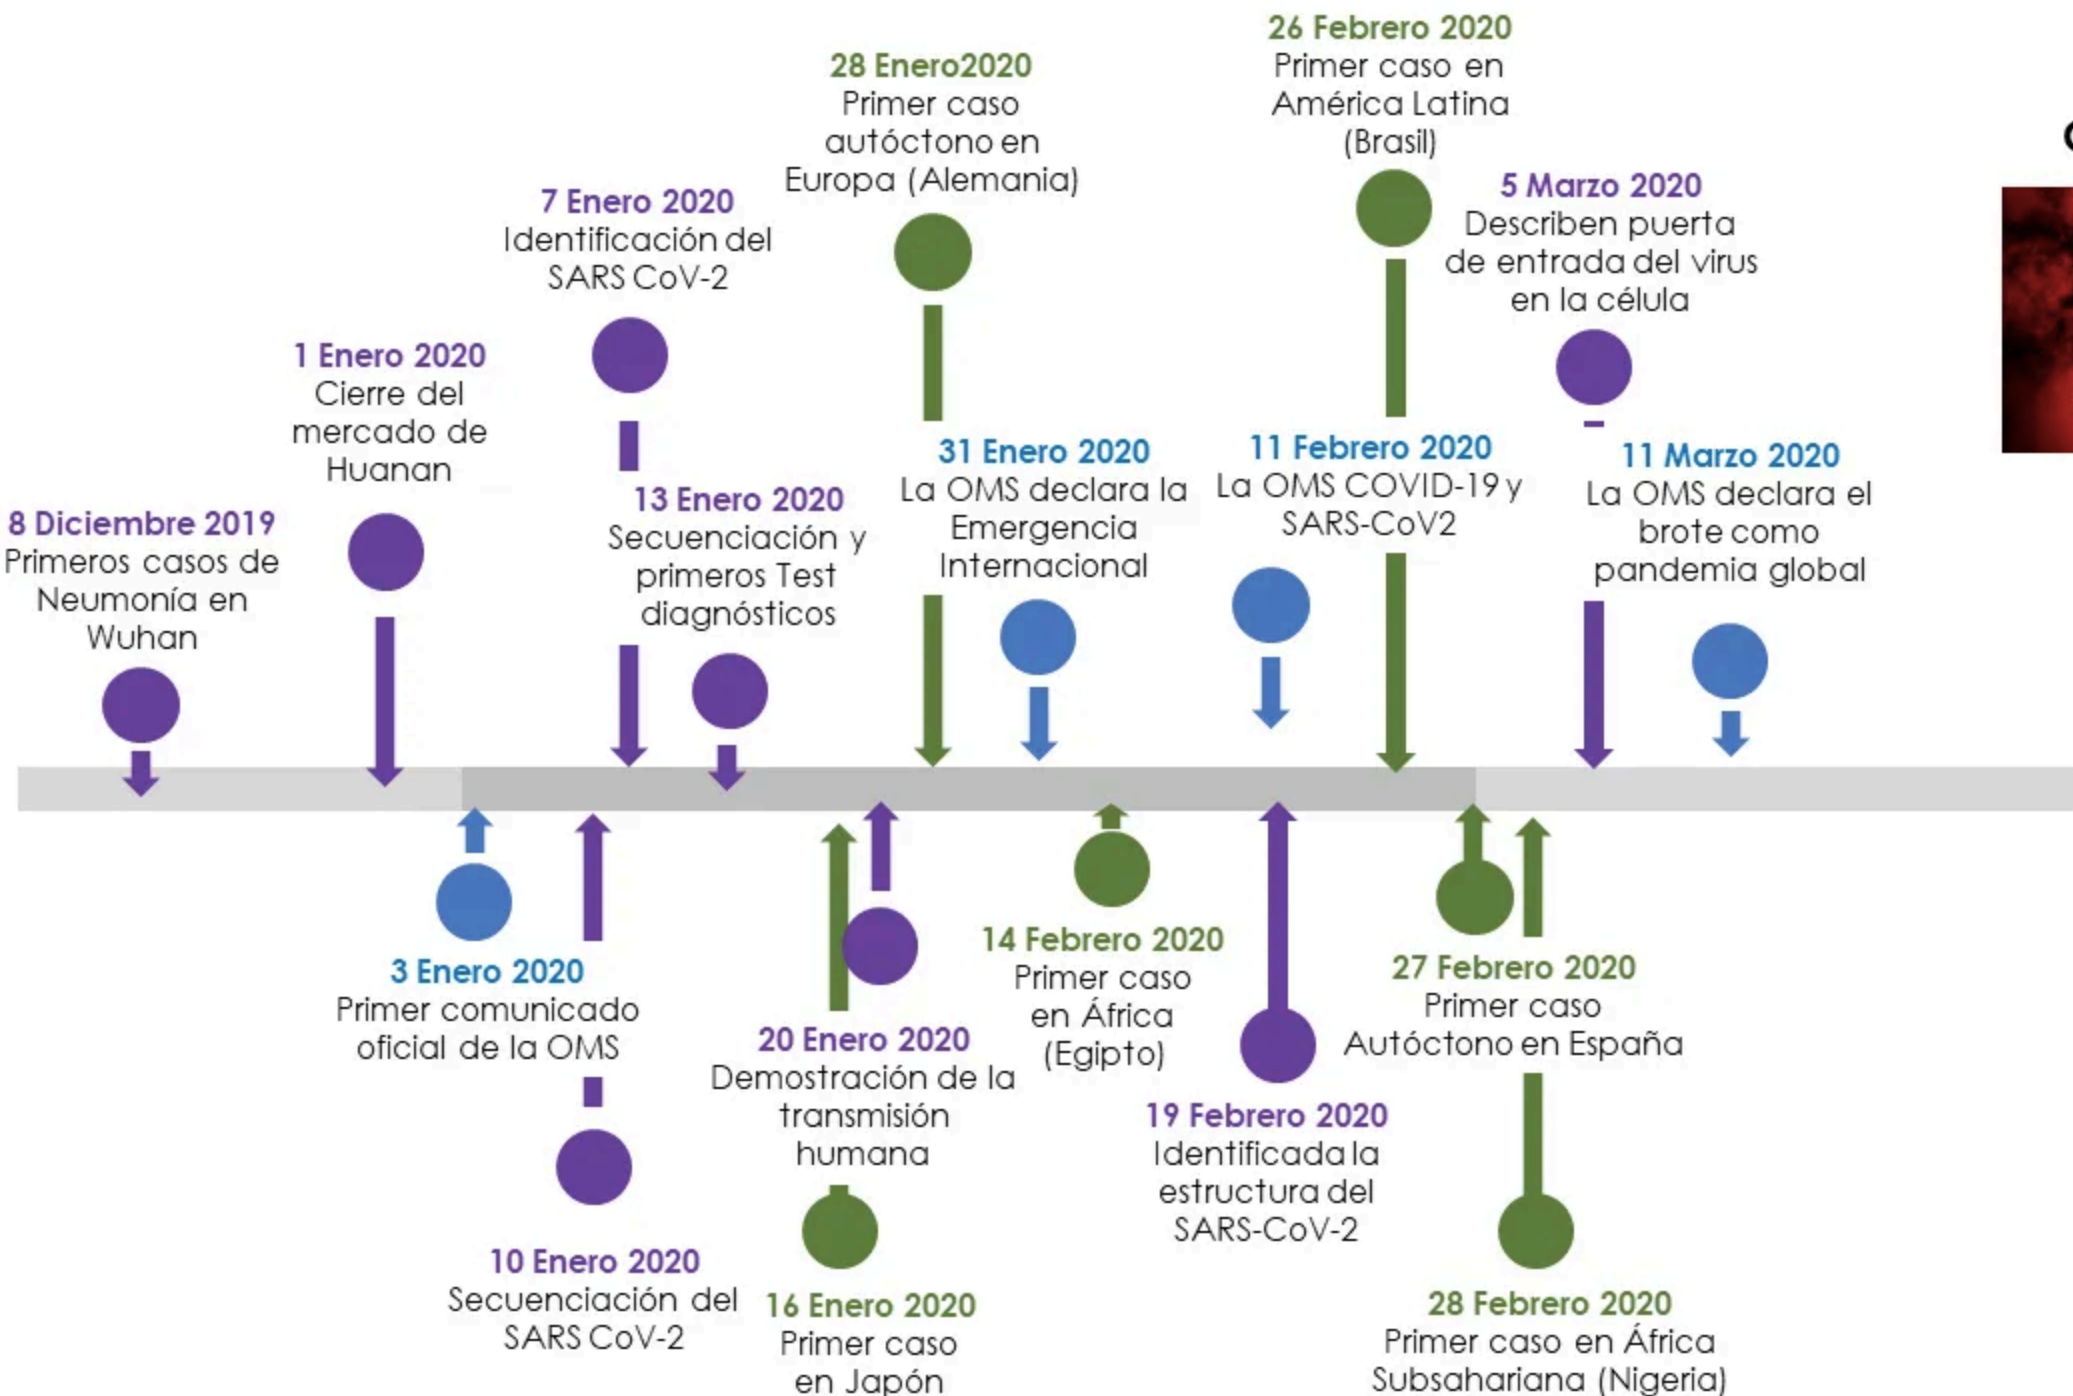 26 Febrero 2020
Primer caso en
América Latina
(Brasil)
28 Enero2020
Primer caso
autóctono en
Europa (Alemania)
5 Marzo 2020
Describen puerta
de entrada del virus
en la célula
7 Enero 2020
Identificación del
SARS CoV-2
1 Enero 2020
Cierre del
mercado de
Huanan
31 Enero 2020
La OMS declara la
Emergencia
Internacional
11 Febrero 2020
La OMS COVID-19 y
SARS-CoV2
11 Marzo 2020
La OMS declara el
brote como
pandemia global
13 Enero 2020
Secuenciación y
primeros Test
diagnósticos
8 Diciembre 2019
Primeros casos de
Neumonía en
Wuhan
3 Enero 2020
Primer comunicado
oficial de la OMS
14 Febrero 2020
Primer caso
en África
(Egipto)
27 Febrero 2020
Primer caso
Autóctono en España
20 Enero 2020
Demostración de la
transmisión
humana
19 Febrero 2020
Identificada la
estructura del
SARS-CoV-2
10 Enero 2020
Secuenciación del
SARS CoV-2
16 Enero 2020
Primer caso
en Japón
28 Febrero 2020
Primer caso en África
Subsahariana (Nigeria)